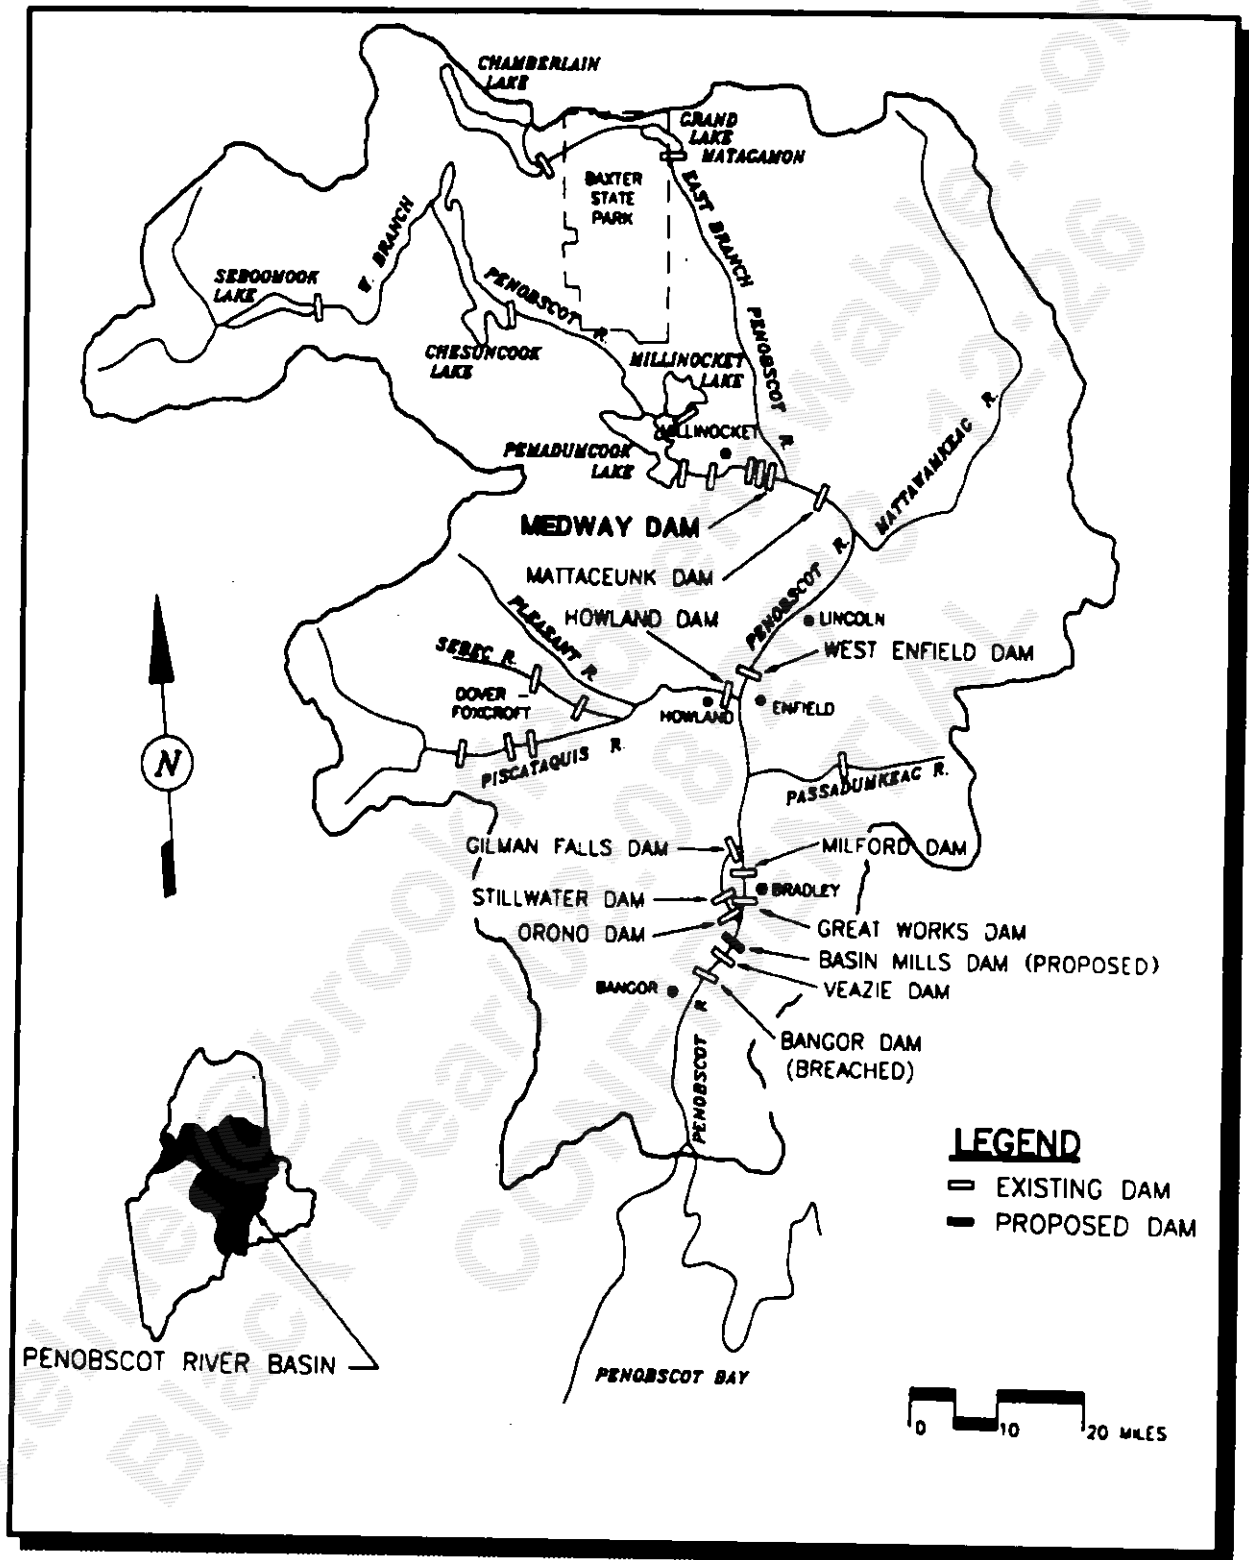 CHAMBERLAIN
LAKE
GRAND
LAKE
MATAGAMON
BAXTER
STATE
PARK
EAST BRANCH PENOBSCOT R.
W. BRANCH
SEBOOMOOK
LAKE
PENOBSCOT R.
CHESUNCOOK
LAKE
MILLINOCKET
LAKE
MILLINOCKET
PEMADUMCOOK
LAKE
MATTAWAMKEAG R.
MEDWAY DAM
MATTACEUNK DAM
HOWLAND DAM
PENOBSCOT R.
LINCOLN
WEST ENFIELD DAM
PLEASANT R.
SEBEC R.
DOVER -
FOXCROFT
HOWLAND
ENFIELD
PISCATAQUIS R.
PASSADUMKEAG R.
N
GILMAN FALLS DAM
MILFORD DAM
STILLWATER DAM
BRADLEY
ORONO DAM
GREAT WORKS DAM
BASIN MILLS DAM (PROPOSED)
VEAZIE DAM
BANGOR
BANGOR DAM
(BREACHED)
PENOBSCOT R
LEGEND
EXISTING DAM
PROPOSED DAM
PENOBSCOT RIVER BASIN
PENOBSCOT BAY
0 10 20 MILES